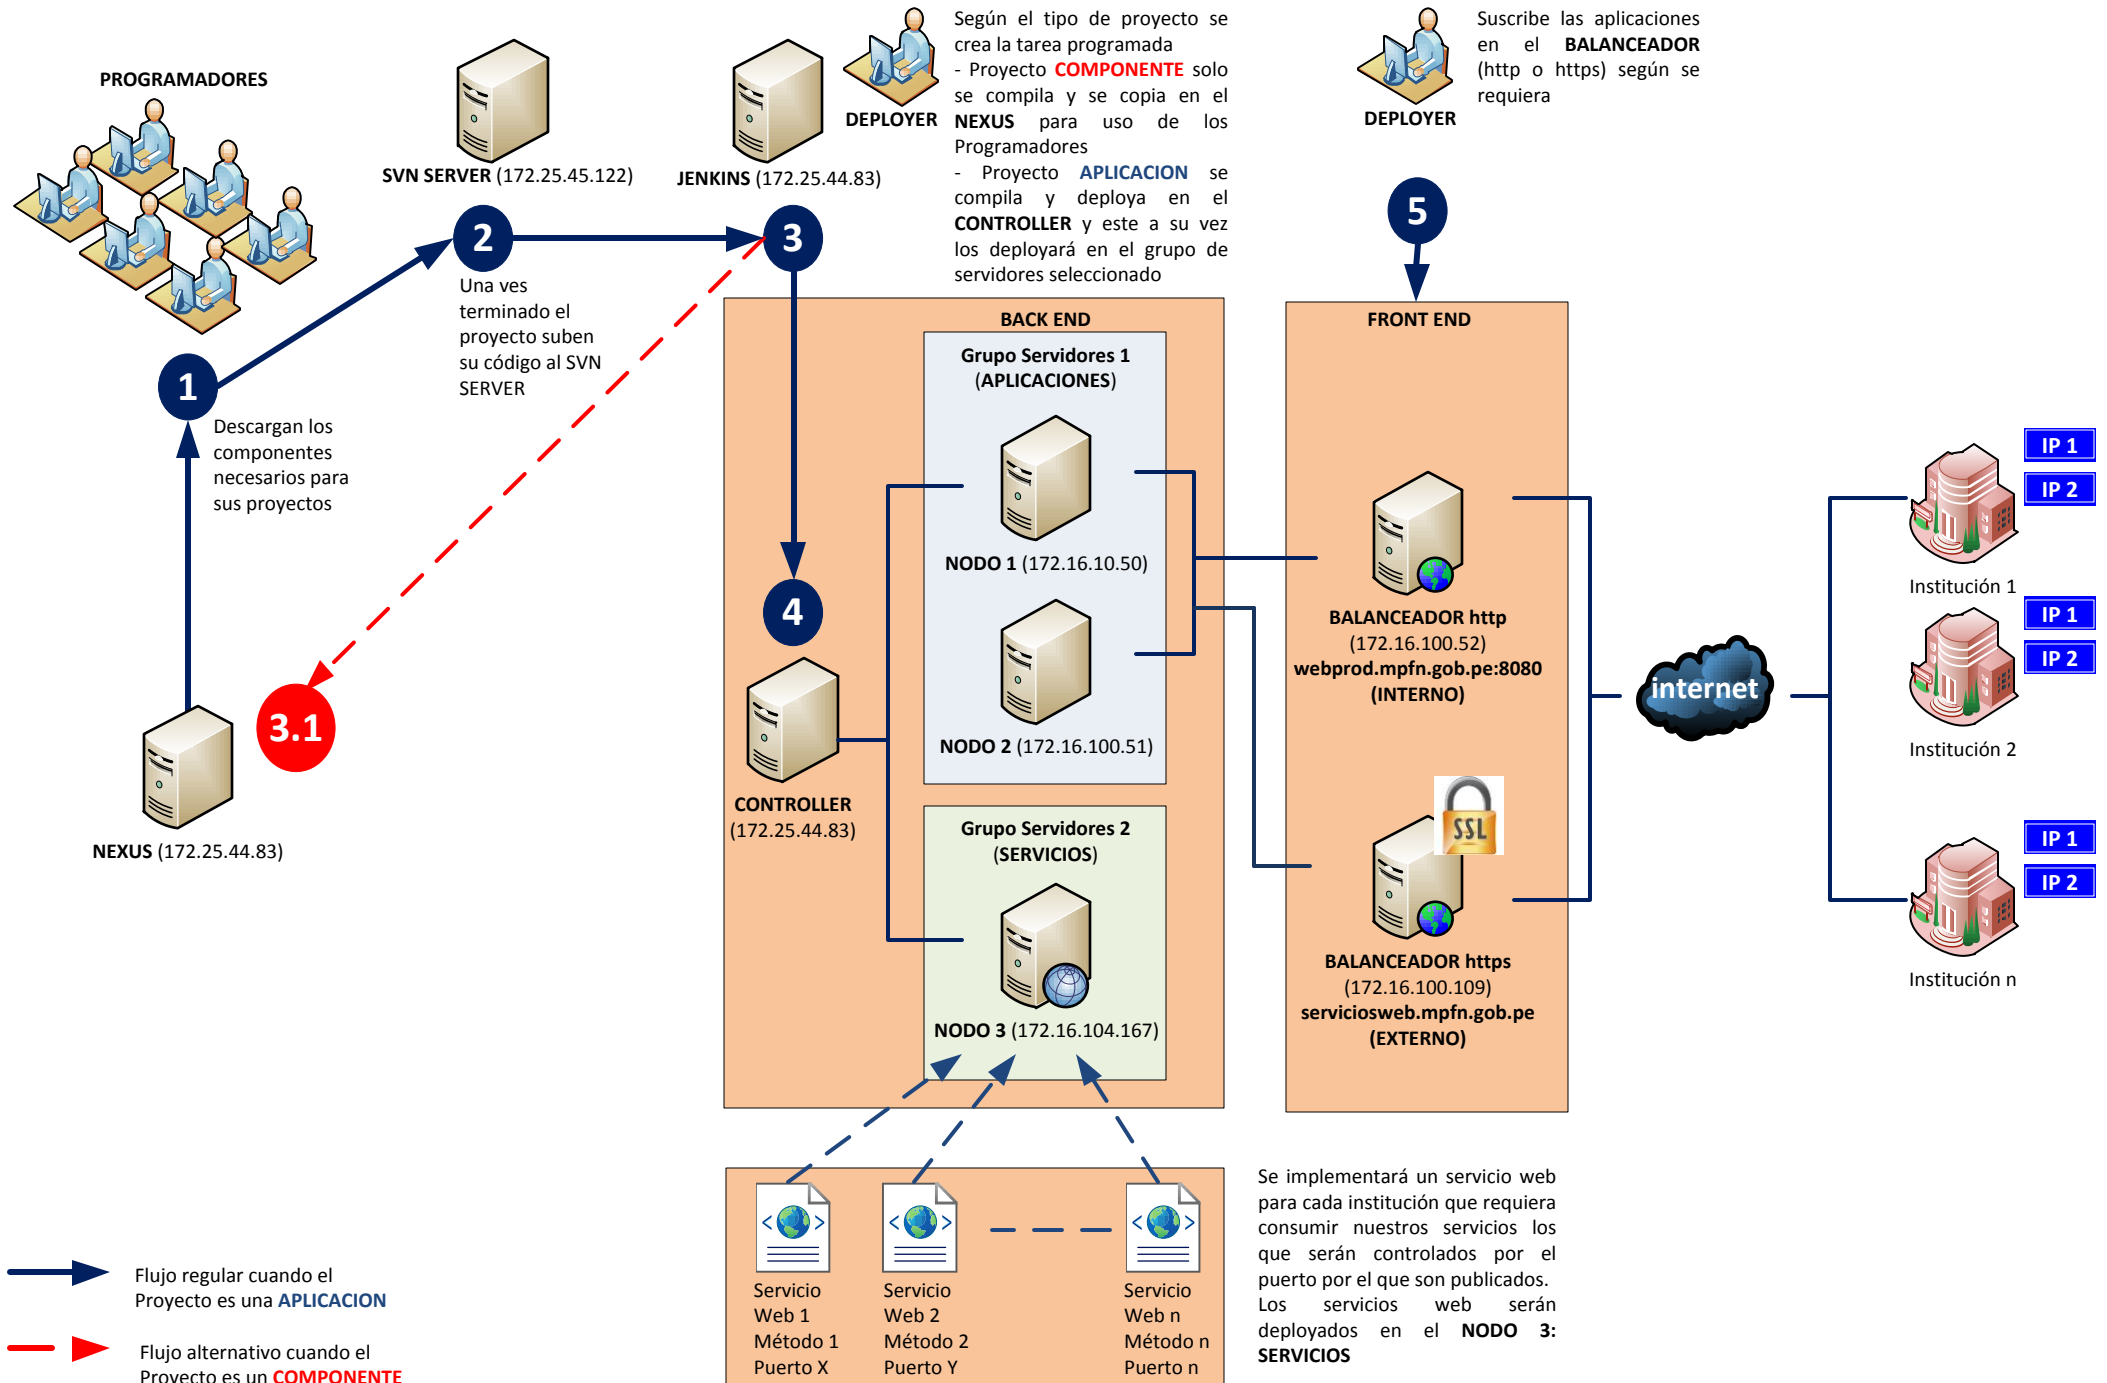 PROGRAMADORES
SVN SERVER (172.25.45.122)
JENKINS (172.25.44.83)
DEPLOYER
Según el tipo de proyecto se
crea la tarea programada
- Proyecto COMPONENTE solo
se compila y se copia en el
NEXUS para uso de los
Programadores
- Proyecto APLICACION se
compila y deploya en el
CONTROLLER y este a su vez
los deployará en el grupo de
servidores seleccionado
DEPLOYER
Suscribe las aplicaciones
en el BALANCEADOR
(http o https) según se
requiera
1
Descargan los
componentes
necesarios para
sus proyectos
2
Una ves
terminado el
proyecto suben
su código al SVN
SERVER
3
3.1
NEXUS (172.25.44.83)
4
CONTROLLER
(172.25.44.83)
5
BACK END
Grupo Servidores 1
(APLICACIONES)
NODO 1 (172.16.10.50)
NODO 2 (172.16.100.51)
Grupo Servidores 2
(SERVICIOS)
NODO 3 (172.16.104.167)
FRONT END
BALANCEADOR http
(172.16.100.52)
webprod.mpfn.gob.pe:8080
(INTERNO)
SSL
BALANCEADOR https
(172.16.100.109)
serviciosweb.mpfn.gob.pe
(EXTERNO)
internet
IP 1
IP 2
Institución 1
IP 1
IP 2
Institución 2
IP 1
IP 2
Institución n
Servicio
Web 1
Método 1
Puerto X
Servicio
Web 2
Método 2
Puerto Y
Servicio
Web n
Método n
Puerto n
Se implementará un servicio web
para cada institución que requiera
consumir nuestros servicios los
que serán controlados por el
puerto por el que son publicados.
Los servicios web serán
deployados en el NODO 3:
SERVICIOS
Flujo regular cuando el
Proyecto es una APLICACION
Flujo alternativo cuando el
Proyecto es un COMPONENTE